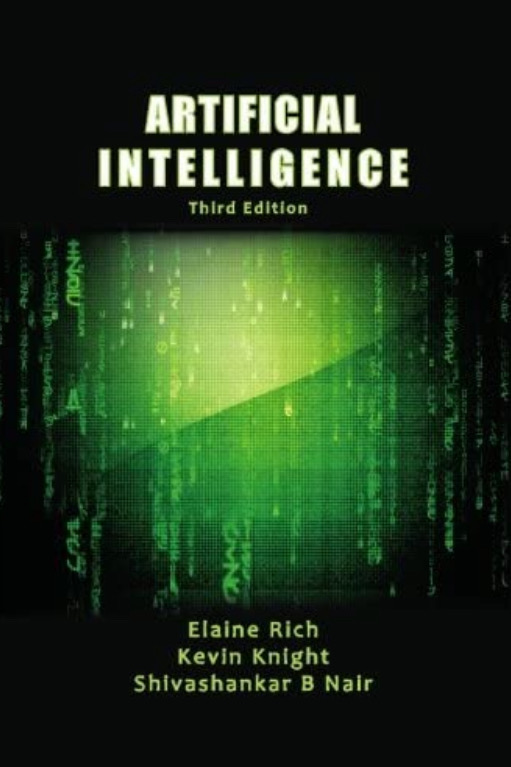 ARTIFICIAL
INTELLIGENCE
Third Edition
Elaine Rich
Kevin Knight
Shivashankar B Nair